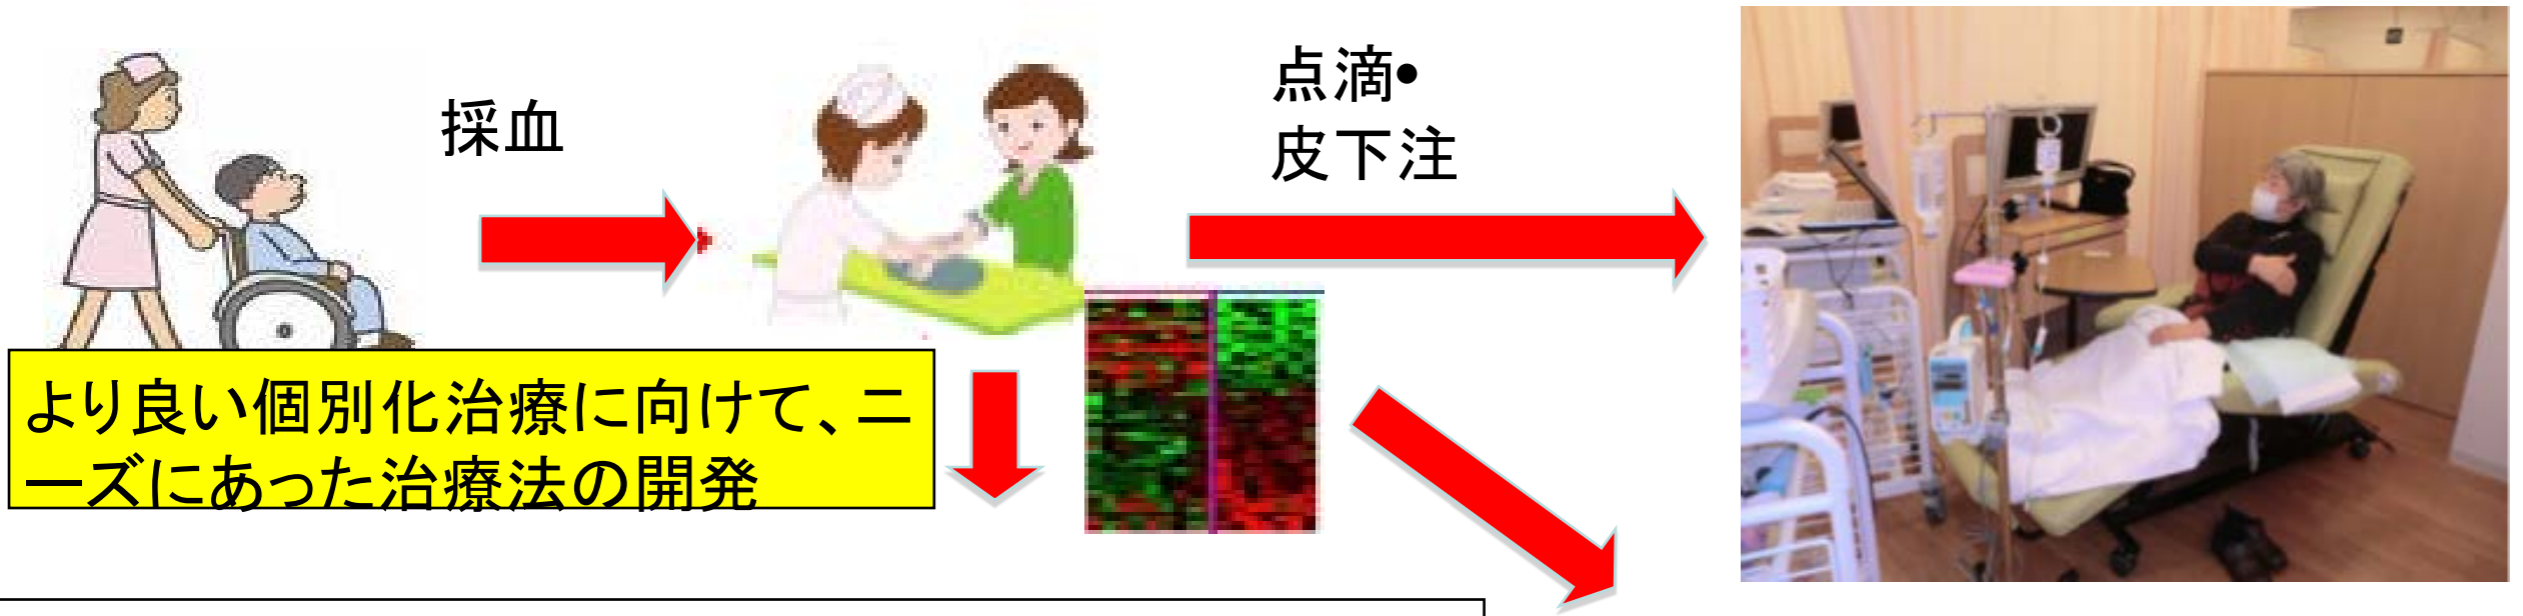 採血
点滴•
皮下注
より良い個別化治療に向けて、ニ
ーズにあった治療法の開発